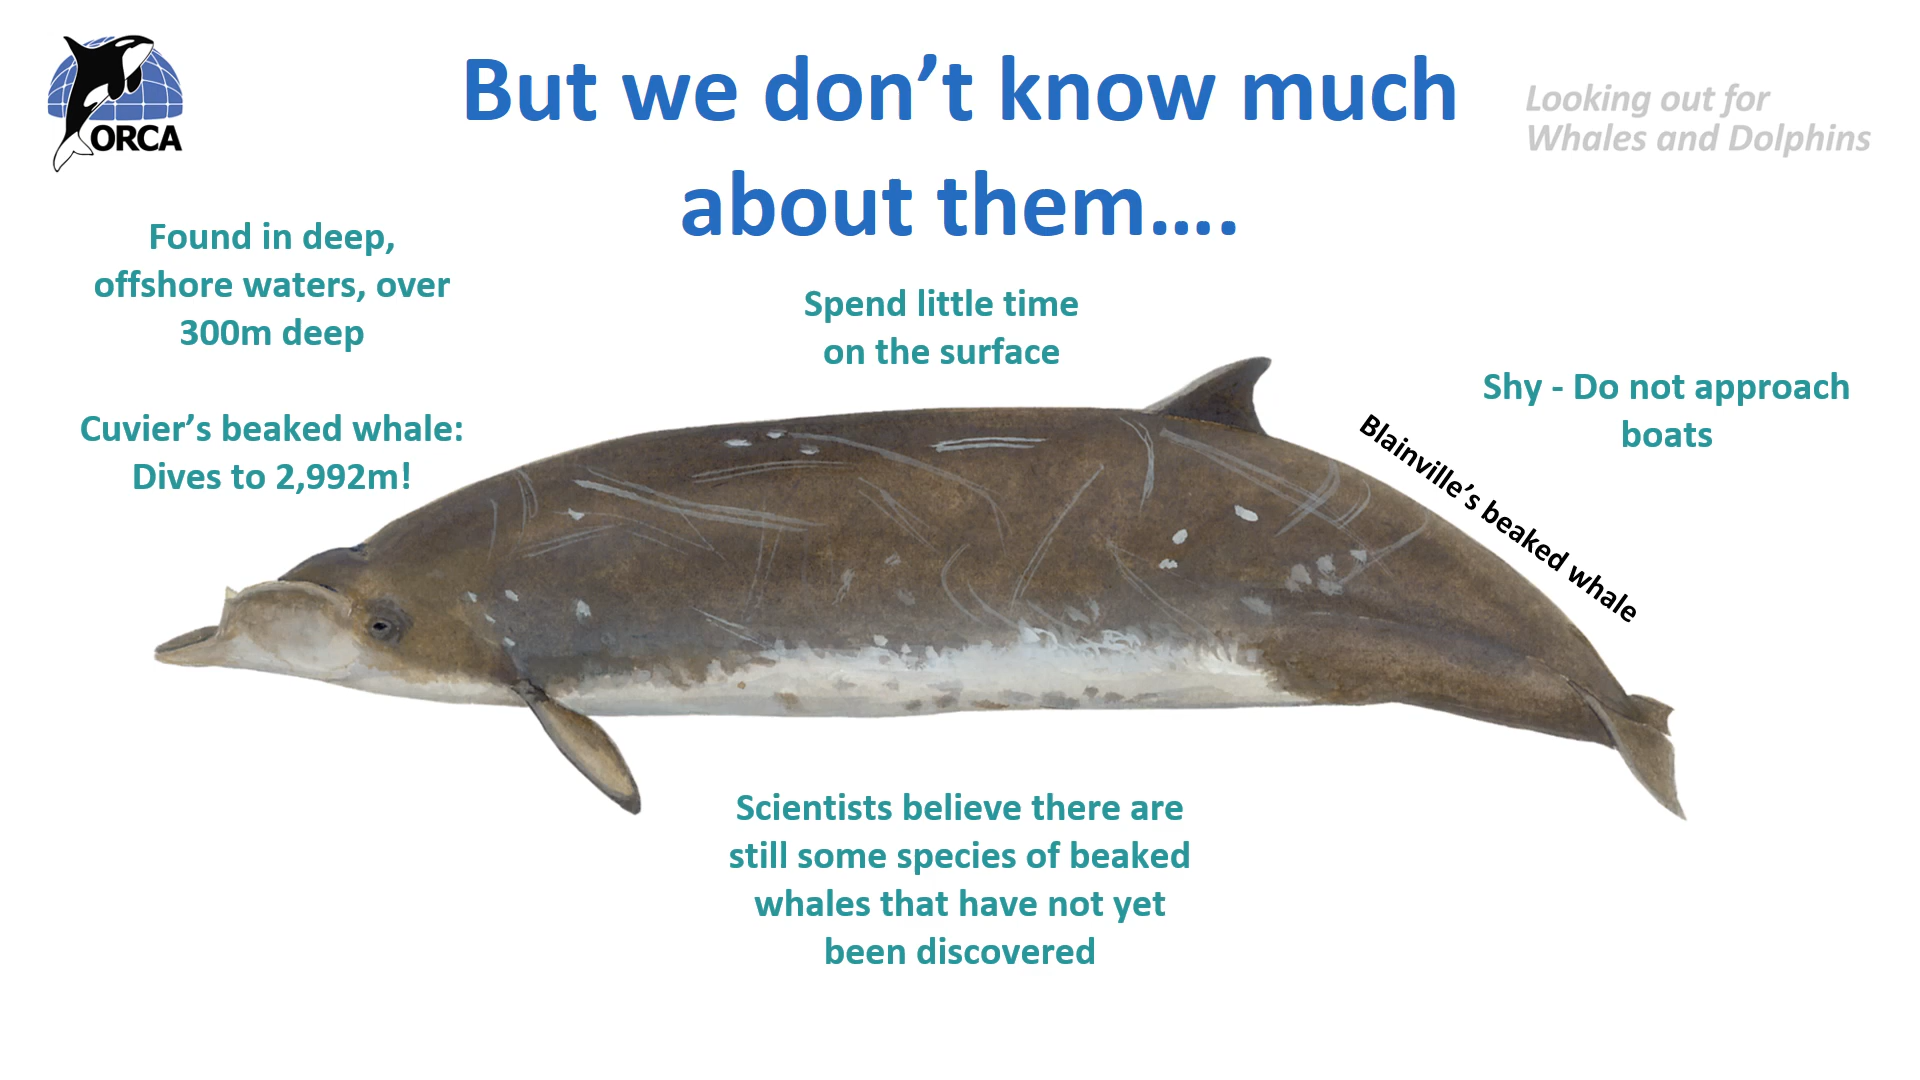 ORCA
But we don’t know much
about them….
Looking out for
Whales and Dolphins
Found in deep,
offshore waters, over
300m deep
Spend little time
on the surface
Shy - Do not approach
boats
Cuvier’s beaked whale:
Dives to 2,992m!
Blainville’s beaked whale
Scientists believe there are
still some species of beaked
whales that have not yet
been discovered